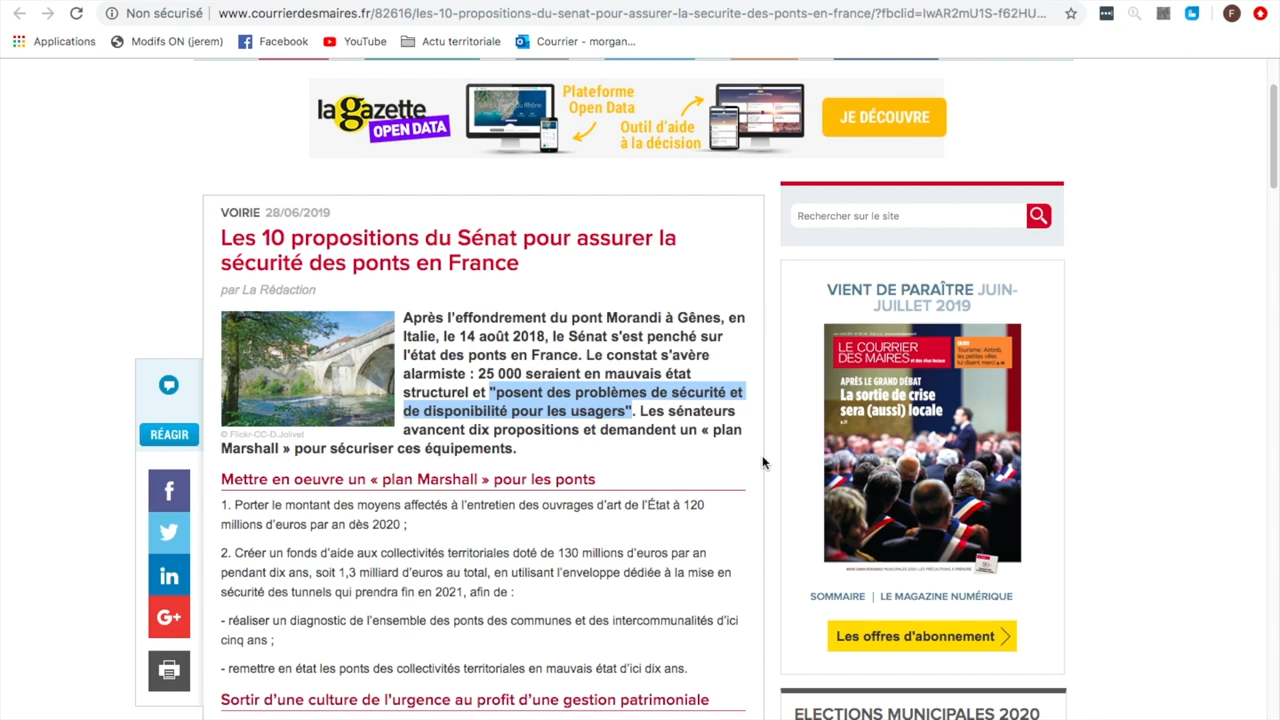 Non sécurisé | www.courrierdesmaires.fr/82616/les-10-propositions-du-senat-pour-assurer-la-securite-des-ponts-en-france/?fbclid=IwAR2mU1S-f62HU...
F
Applications
Modifs ON (jerem)
Facebook
YouTube
Actu territoriale
Courrier - morgan...
la gazette
OPEN DATA
Plateforme
Open Data
Outil d'aide
à la décision
JE DÉCOUVRE
VOIRIE 28/06/2019
Les 10 propositions du Sénat pour assurer la
sécurité des ponts en France
par La Rédaction
Après l'effondrement du pont Morandi à Gênes, en
Italie, le 14 août 2018, le Sénat s'est penché sur
l'état des ponts en France. Le constat s'avère
alarmiste : 25 000 seraient en mauvais état
structurel et "posent des problèmes de sécurité et
de disponibilité pour les usagers". Les sénateurs
avancent dix propositions et demandent un « plan
Marshall » pour sécuriser ces équipements.
© Flickr-CC-D.Jolivet
RÉAGIR
f
in
G+
Mettre en oeuvre un « plan Marshall » pour les ponts
1. Porter le montant des moyens affectés à l'entretien des ouvrages d'art de l'État à 120
millions d'euros par an dès 2020 ;
2. Créer un fonds d'aide aux collectivités territoriales doté de 130 millions d'euros par an
pendant dix ans, soit 1,3 milliard d'euros au total, en utilisant l'enveloppe dédiée à la mise en
sécurité des tunnels qui prendra fin en 2021, afin de :
- réaliser un diagnostic de l'ensemble des ponts des communes et des intercommunalités d'ici
cinq ans ;
- remettre en état les ponts des collectivités territoriales en mauvais état d'ici dix ans.
Sortir d'une culture de l'urgence au profit d'une gestion patrimoniale
Rechercher sur le site
VIENT DE PARAÎTRE JUIN-
JUILLET 2019
LE COURRIER
DES MAIRES
Tourisme: Airbnb,
les petites villes
lui disent merci
APRÈS LE GRAND DÉBAT
La sortie de crise
sera (aussi) locale
SOMMAIRE | LE MAGAZINE NUMÉRIQUE
Les offres d'abonnement
ELECTIONS MUNICIPALES 2020